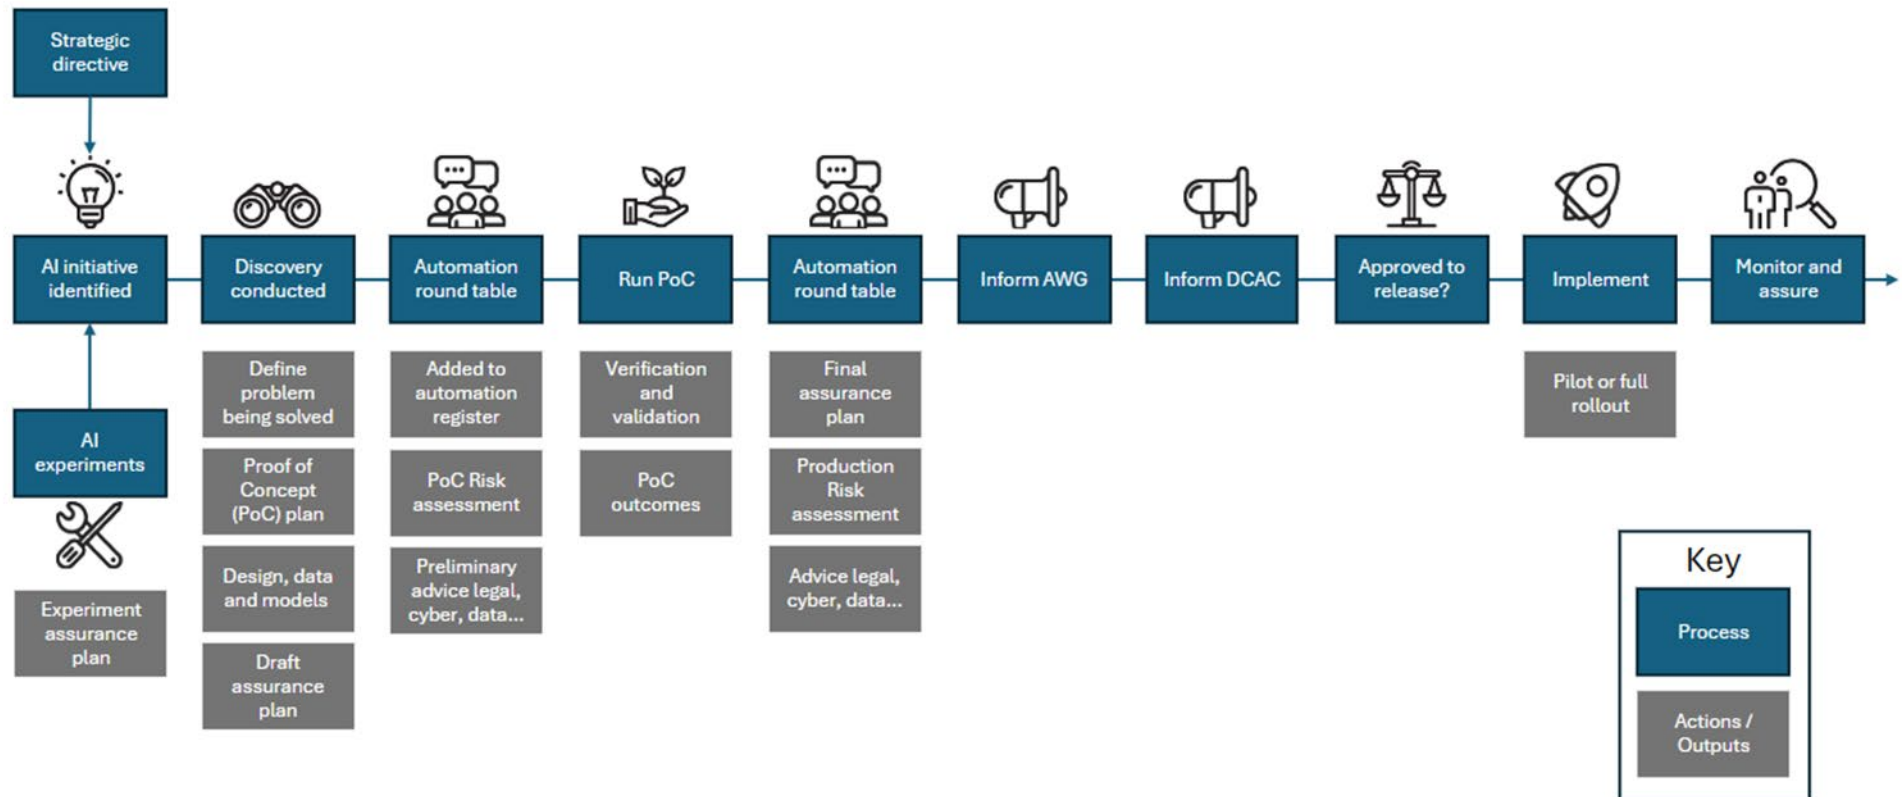 Strategic
directive
AI initiative
identified
Discovery
conducted
Automation
round table
Run PoC
Automation
round table
Inform AWG
Inform DCAC
Approved to
release?
Implement
Monitor and
assure
AI
experiments
Experiment
assurance
plan
Define
problem
being solved
Proof of
Concept
(PoC) plan
Design, data
and models
Draft
assurance
plan
Added to
automation
register
PoC Risk
assessment
Preliminary
advice legal,
cyber, data...
Verification
and
validation
PoC
outcomes
Final
assurance
plan
Production
Risk
assessment
Advice legal,
cyber, data...
Pilot or full
rollout
Key
Process
Actions /
Outputs